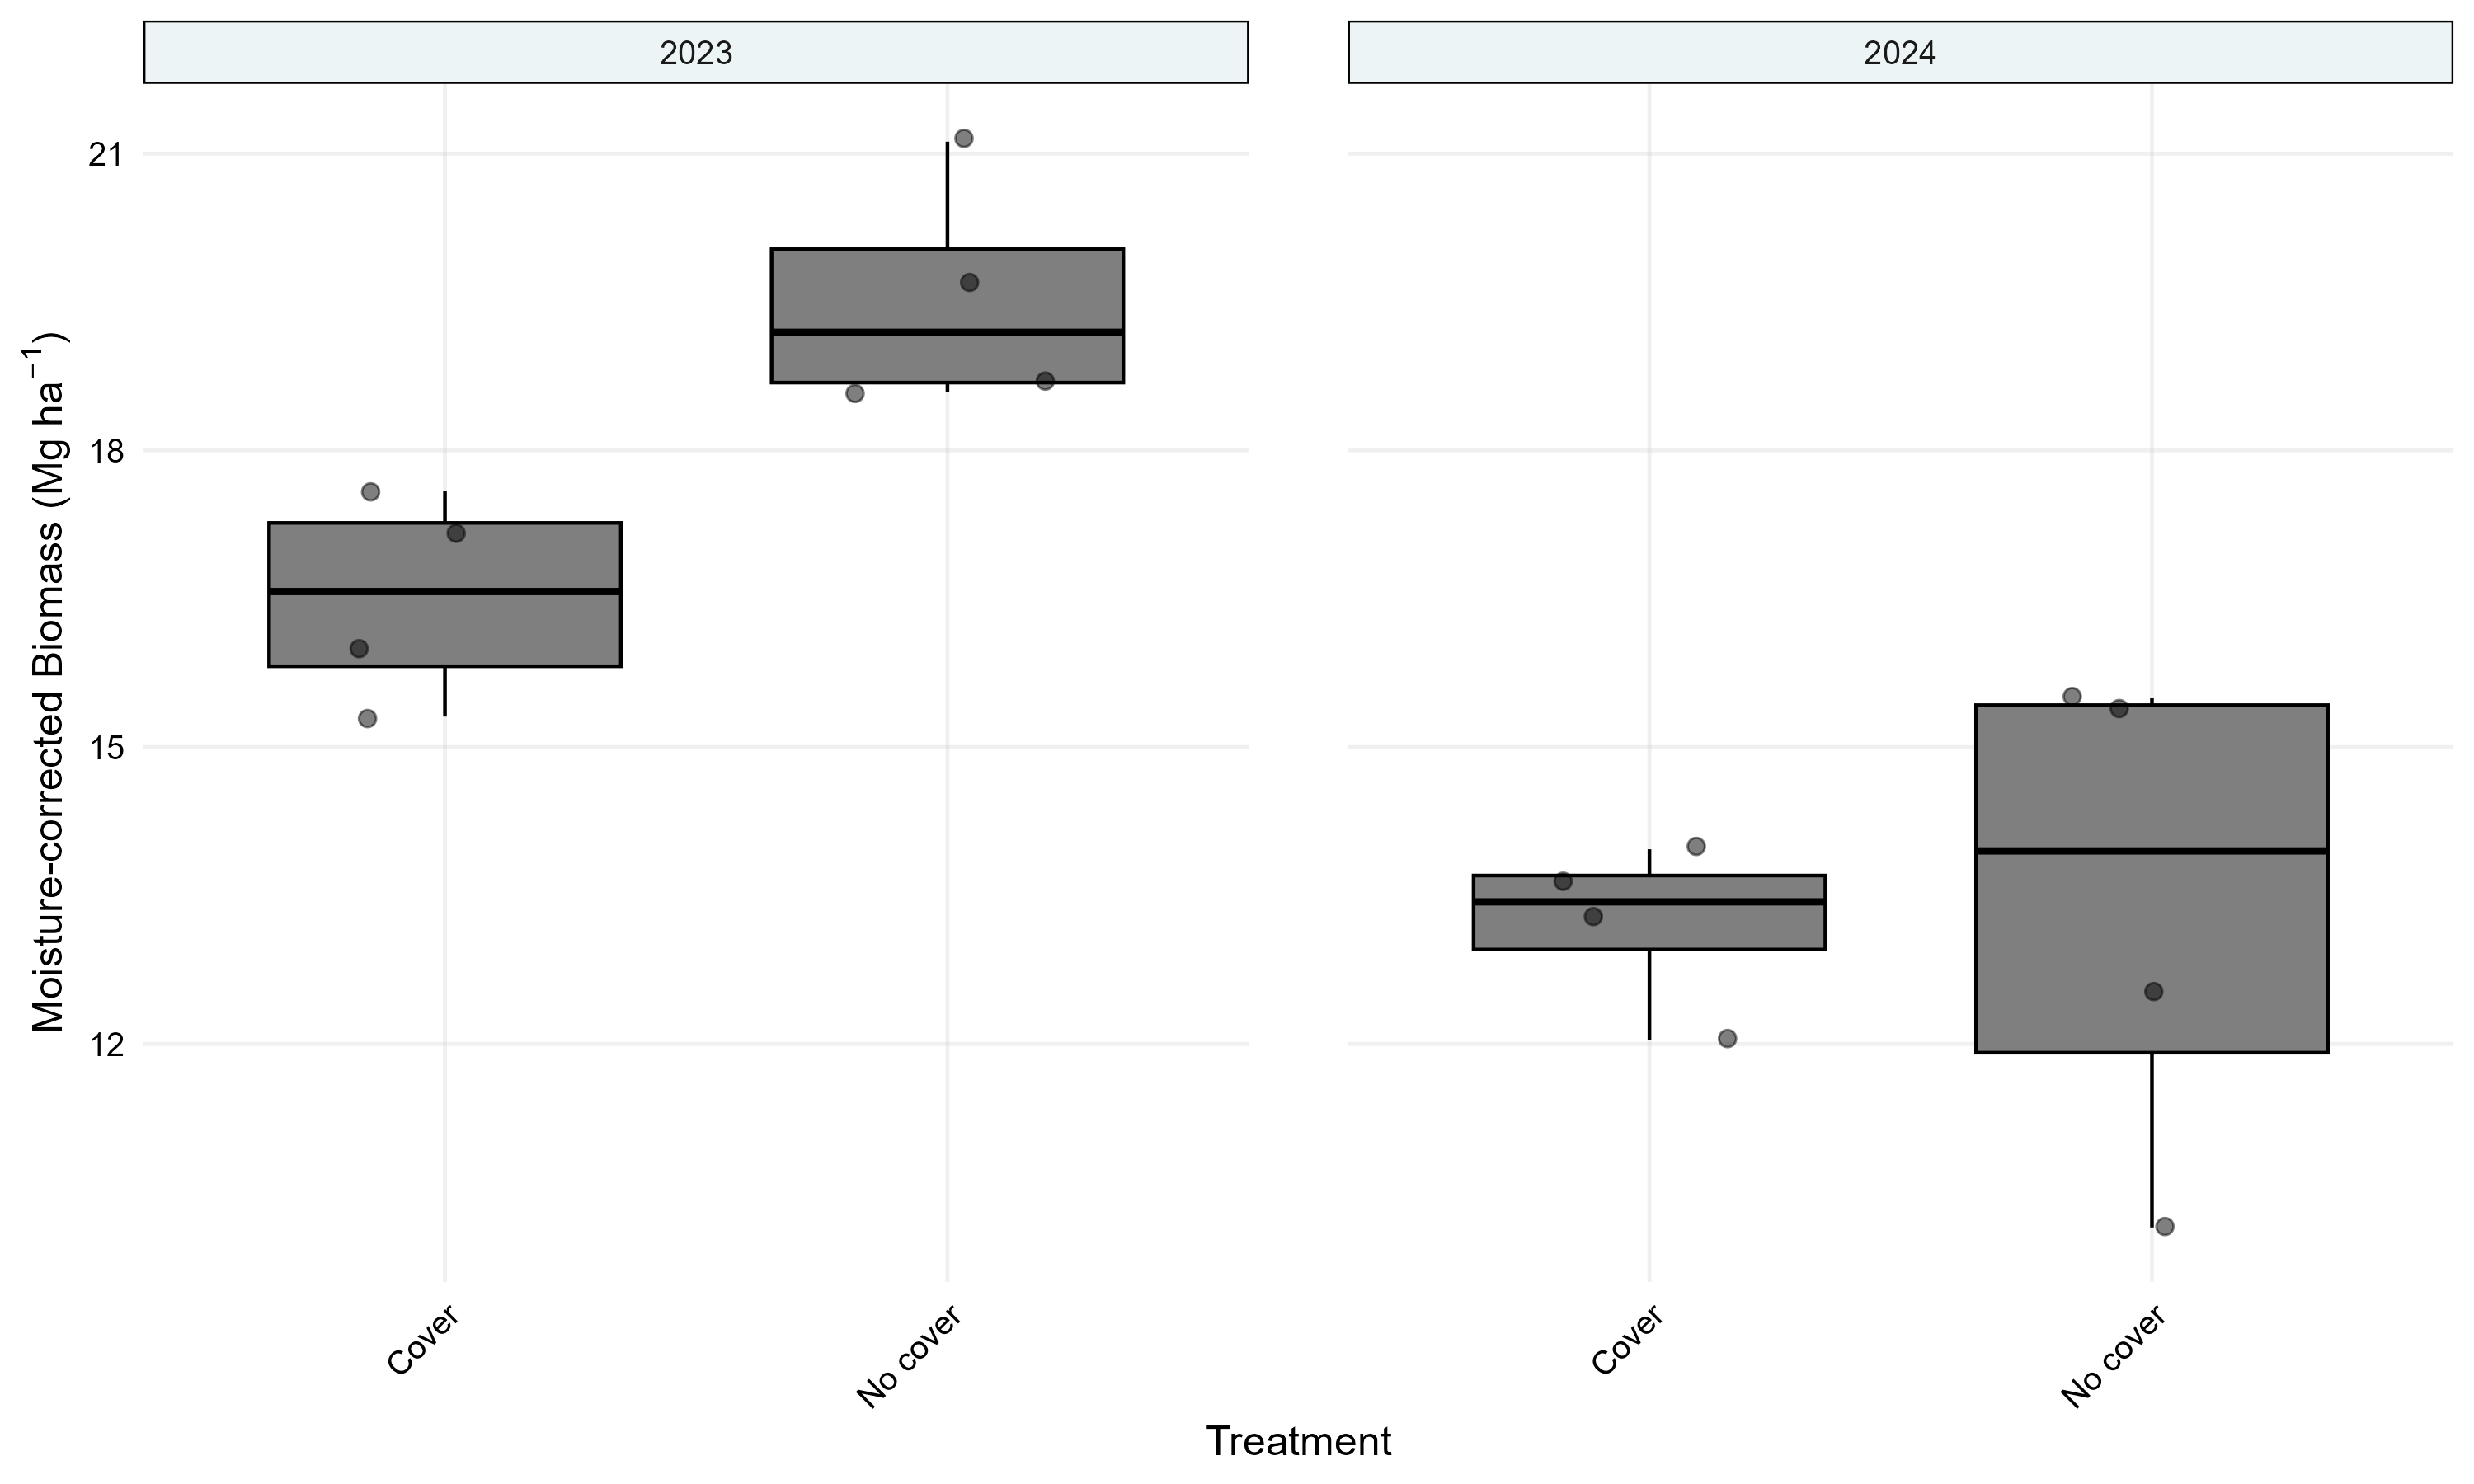 2023
2024
21
18
15
12
Moisture-corrected Biomass (Mg ha⁻¹)
Cover
No cover
Cover
No cover
Treatment